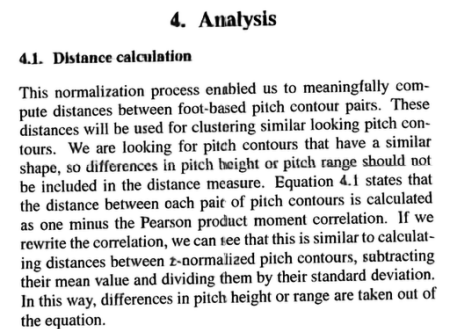 4. Analysis
4.1. Distance calculation
This normalization process enabled us to meaningfully com-
pute distances between foot-based pitch contour pairs. These
distances will be used for clustering similar looking pitch con-
tours. We are looking for pitch contours that have a similar
shape, so differences in pitch height or pitch range should not
be included in the distance measure. Equation 4.1 states that
the distance between each pair of pitch contours is calculated
as one minus the Pearson product moment correlation. If we
rewrite the correlation, we can see that this is similar to calculat-
ing distances between z-normalized pitch contours, subtracting
their mean value and dividing them by their standard deviation.
In this way, differences in pitch height or range are taken out of
the equation.